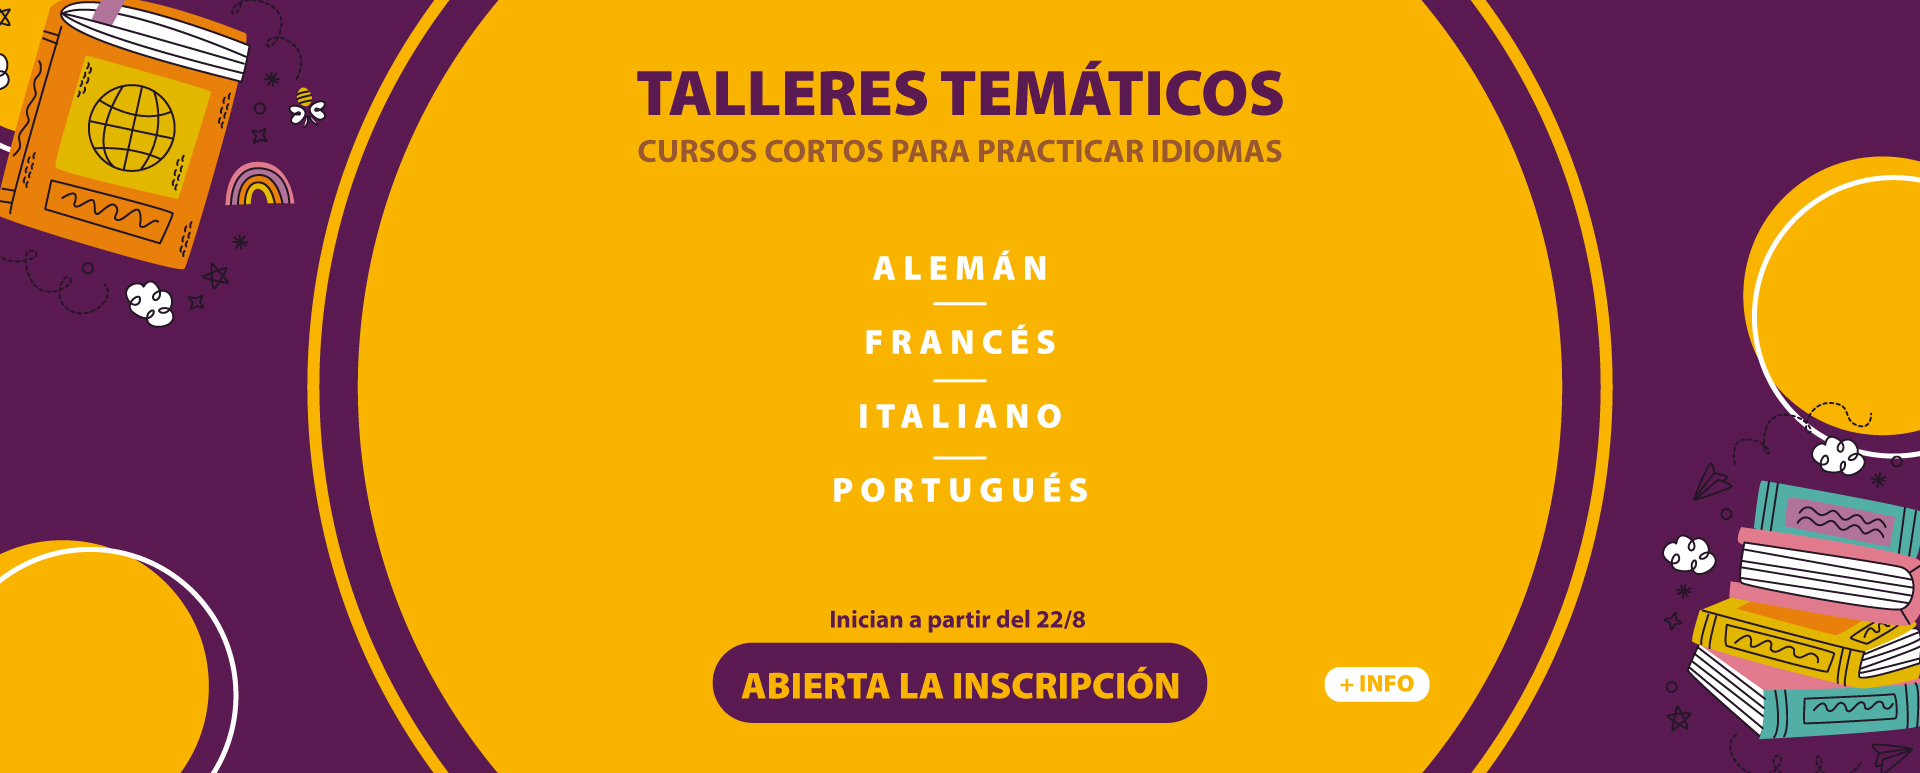 TALLERES TEMÁTICOS
CURSOS CORTOS PARA PRACTICAR IDIOMAS
ALEMÁN
FRANCÉS
ITALIANO
PORTUGUÉS
Inician a partir del 22/8
ABIERTA LA INSCRIPCIÓN
+ INFO